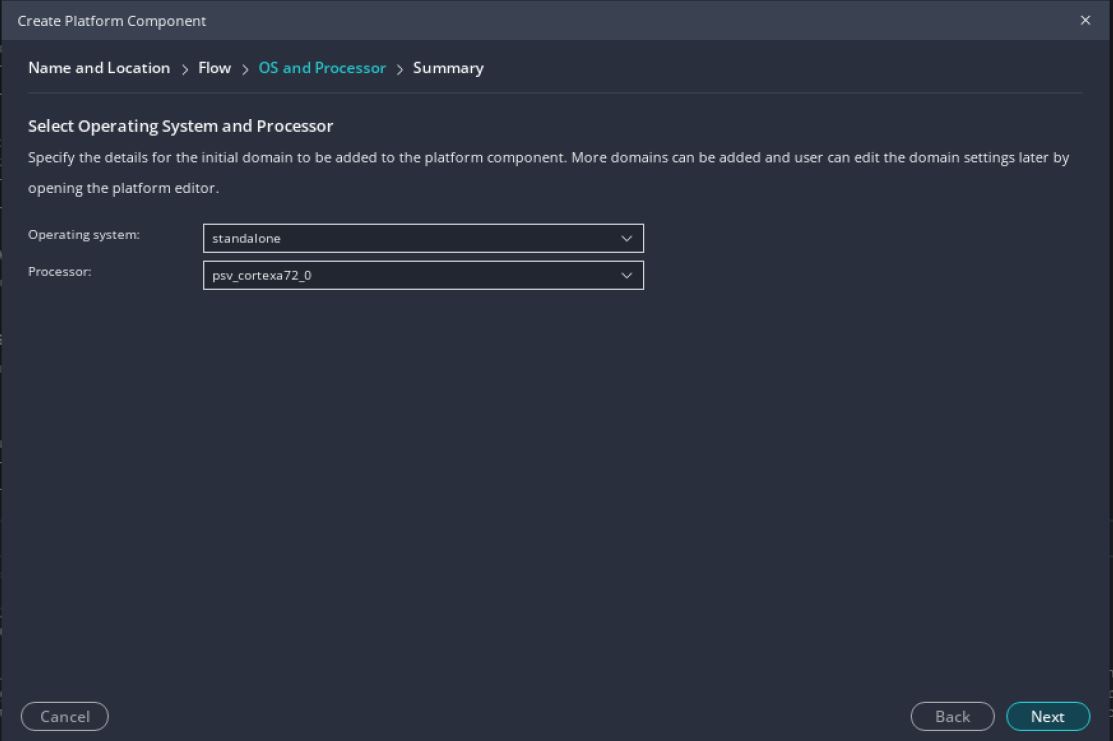 Create Platform Component
Name and Location > Flow > OS and Processor > Summary
Select Operating System and Processor
Specify the details for the initial domain to be added to the platform component. More domains can be added and user can edit the domain settings later by
opening the platform editor.
Operating system: standalone
Processor: psv_cortexa72_0
Cancel Back Next